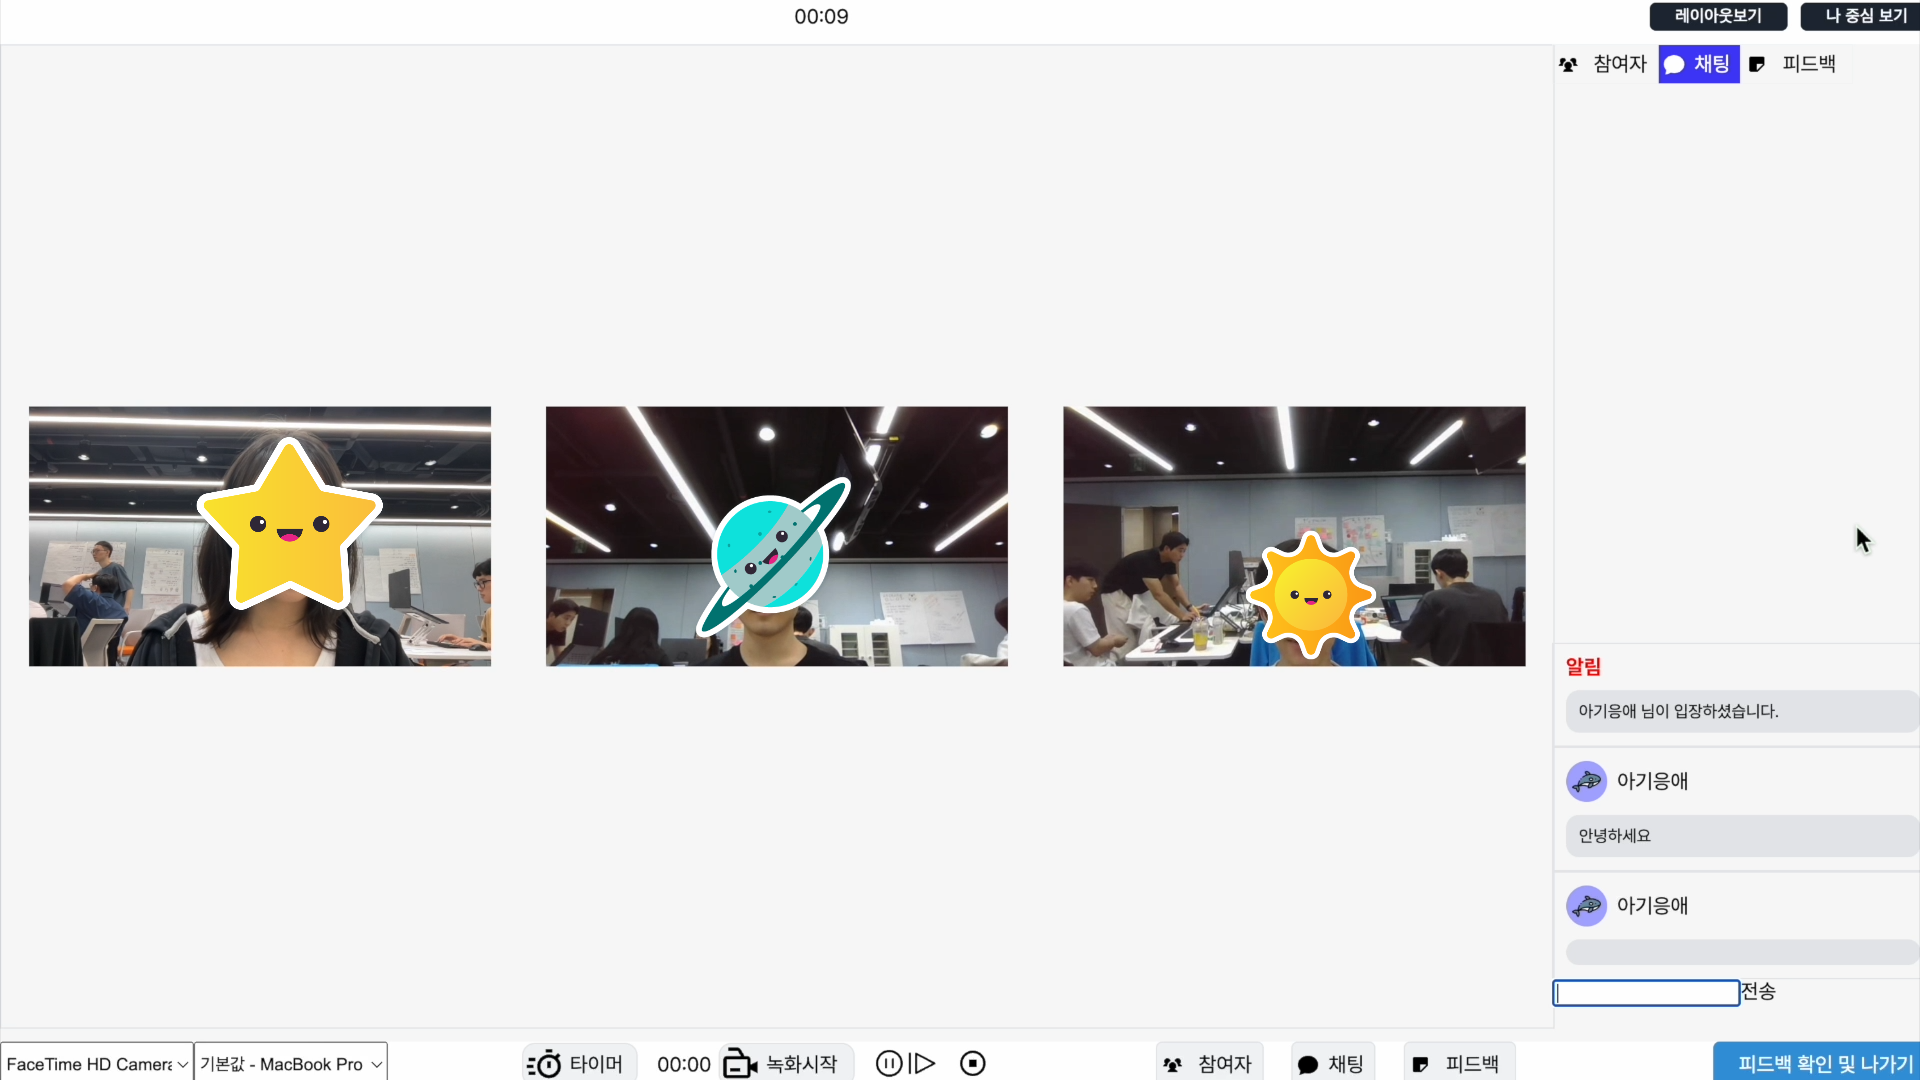 00:09
레이아웃보기
나 중심 보기
참여자
채팅
피드백
알림
아기응애 님이 입장하셨습니다.
아기응애
안녕하세요
아기응애
전송
FaceTime HD Camera
기본값 - MacBook Pro
타이머
00:00
녹화시작
참여자
채팅
피드백
피드백 확인 및 나가기